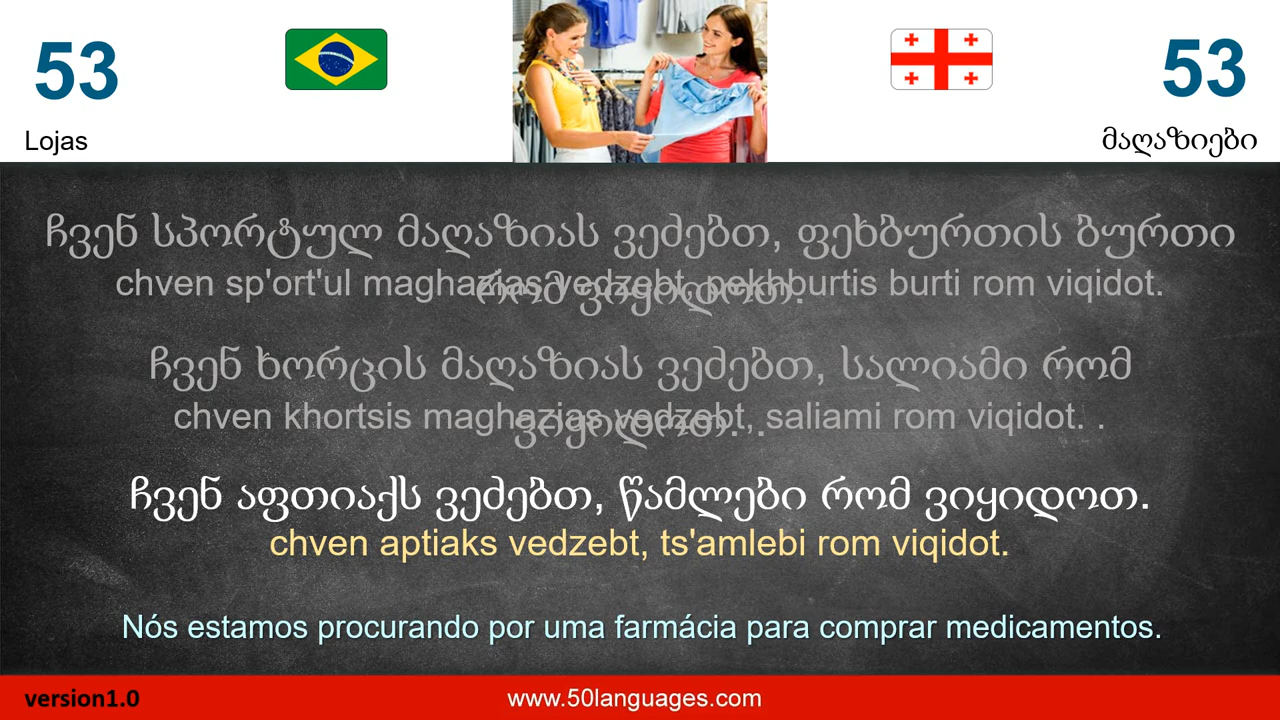 53
53
Lojas
მაღაზიები
ჩვენ სპორტულ მაღაზიას ვეძებთ, ფეხბურთის ბურთი
რომ ვიყიდოთ.
chven sp'ort'ul maghazias vedzebt, pekhburtis burti rom viqidot.
ჩვენ ხორცის მაღაზიას ვეძებთ, სალიამი რომ
ვიყიდოთ. .
chven khortsis maghazias vedzebt, saliami rom viqidot. .
ჩვენ აფთიაქს ვეძებთ, წამლები რომ ვიყიდოთ.
chven aptiaks vedzebt, ts'amlebi rom viqidot.
Nós estamos procurando por uma farmácia para comprar medicamentos.
version1.0
www.50languages.com